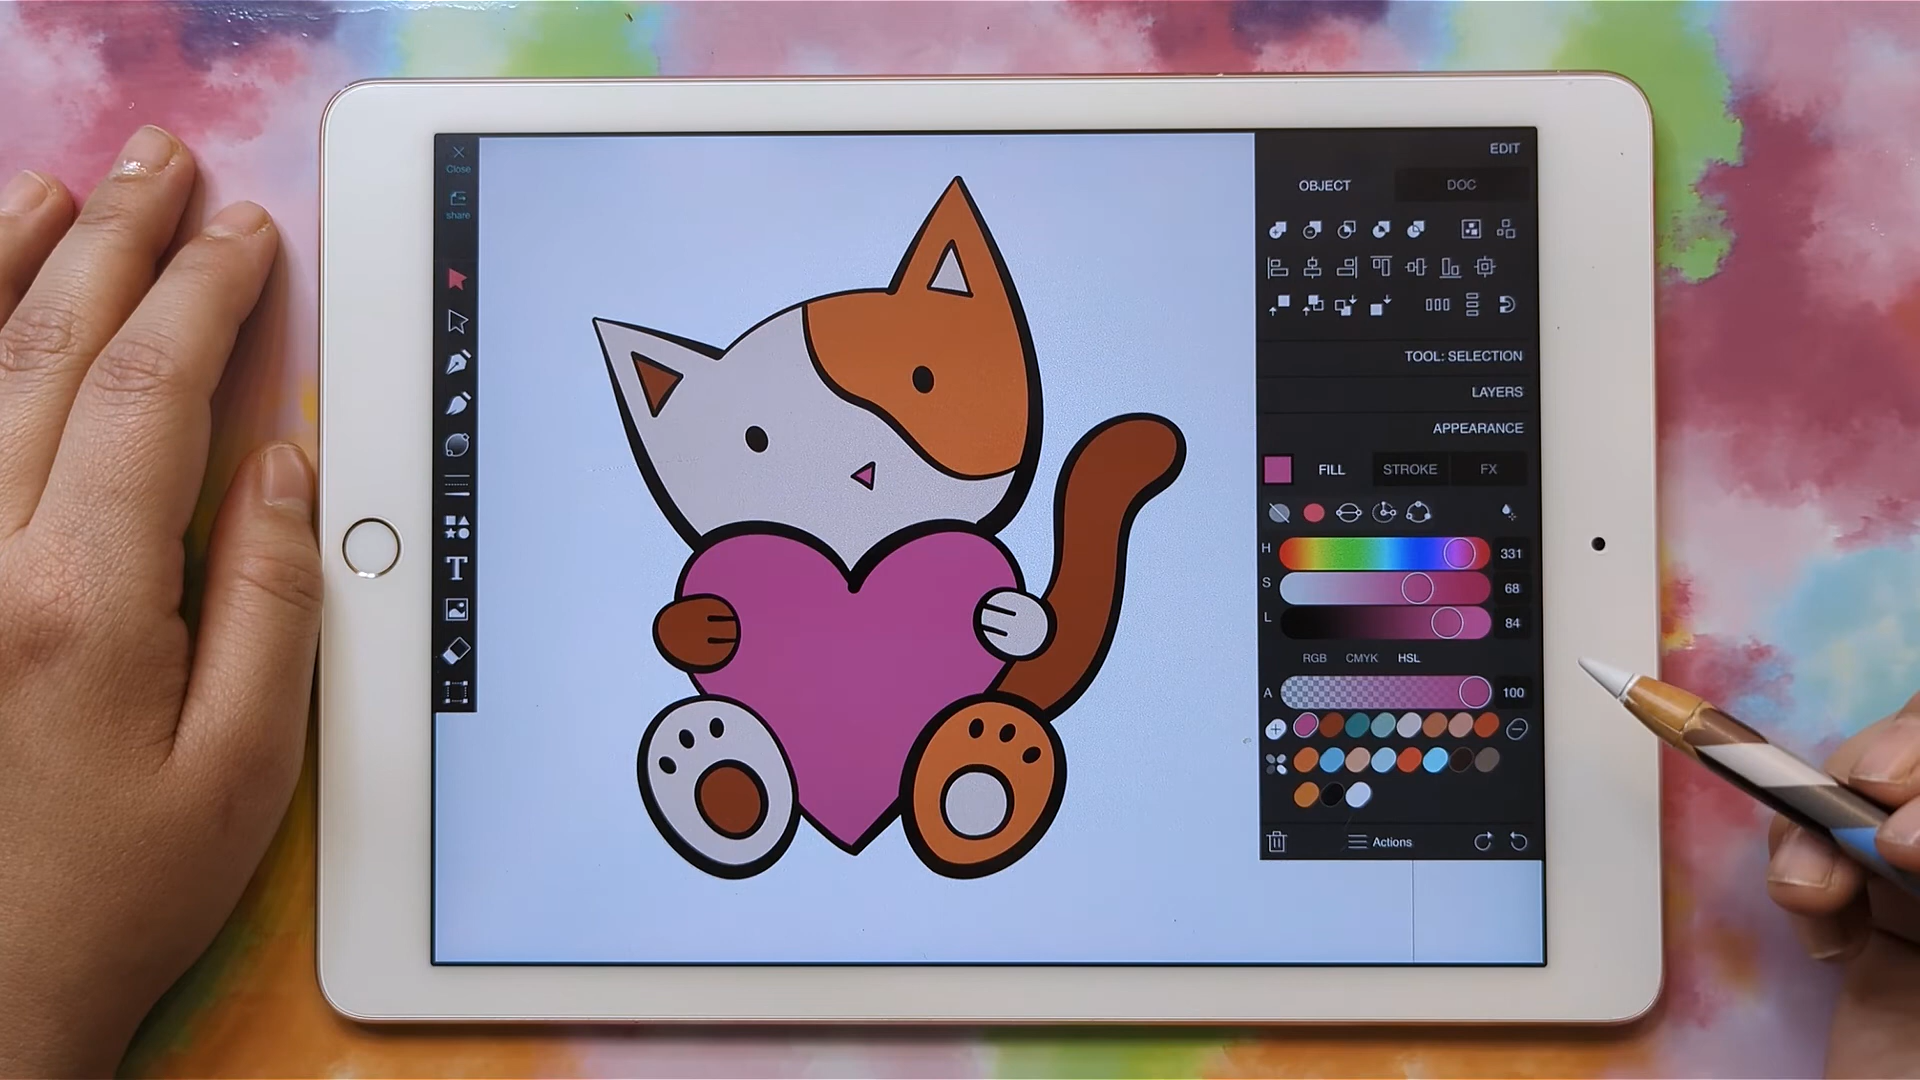 Close
share
EDIT
OBJECT DOC
TOOL: SELECTION
LAYERS
APPEARANCE
FILL STROKE FX
H 331
S 68
L 84
RGB CMYK HSL
A 100
Actions
T